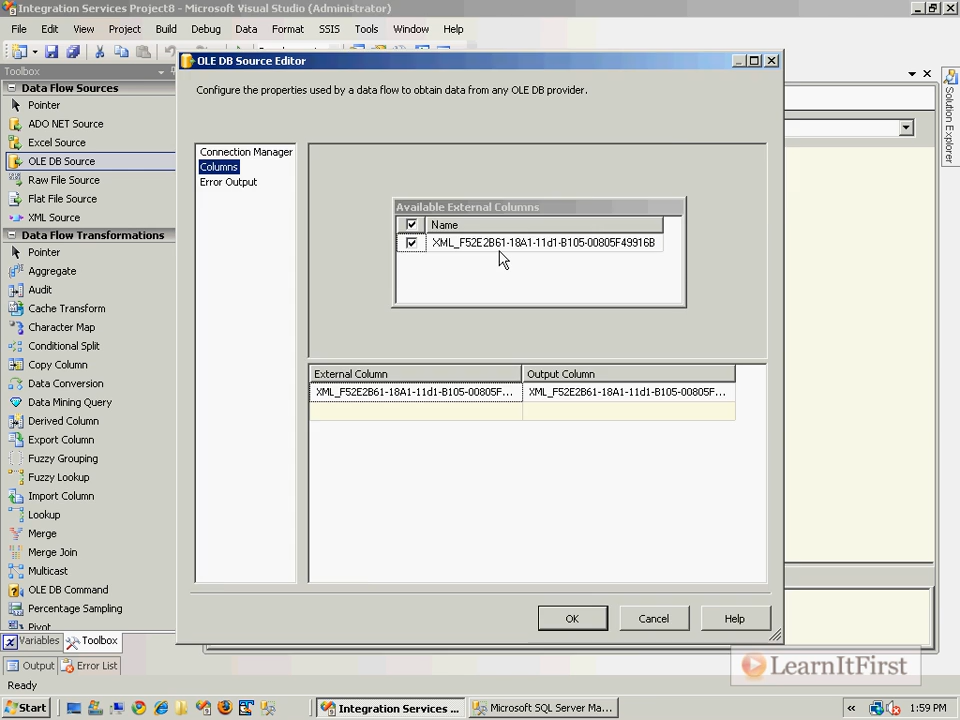 Integration Services Project8 - Microsoft Visual Studio (Administrator)
File Edit View Project Build Debug Data Format SSIS Tools Window Help
Toolbox
Data Flow Sources
Pointer
ADO NET Source
Excel Source
OLE DB Source
Raw File Source
Flat File Source
XML Source
Data Flow Transformations
Pointer
Aggregate
Audit
Cache Transform
Character Map
Conditional Split
Copy Column
Data Conversion
Data Mining Query
Derived Column
Export Column
Fuzzy Grouping
Fuzzy Lookup
Import Column
Lookup
Merge
Merge Join
Multicast
OLE DB Command
Percentage Sampling
Pivot
Variables Toolbox
Output Error List
Ready
OLE DB Source Editor
Configure the properties used by a data flow to obtain data from any OLE DB provider.
Connection Manager
Columns
Error Output
Available External Columns
Name
XML_F52E2B61-18A1-11d1-B105-00805F49916B
External Column Output Column
XML_F52E2B61-18A1-11d1-B105-00805F... XML_F52E2B61-18A1-11d1-B105-00805F...
OK Cancel Help
Solution Explorer
LearnItFirst
Start Integration Services ... Microsoft SQL Server Ma... « 1:59 PM